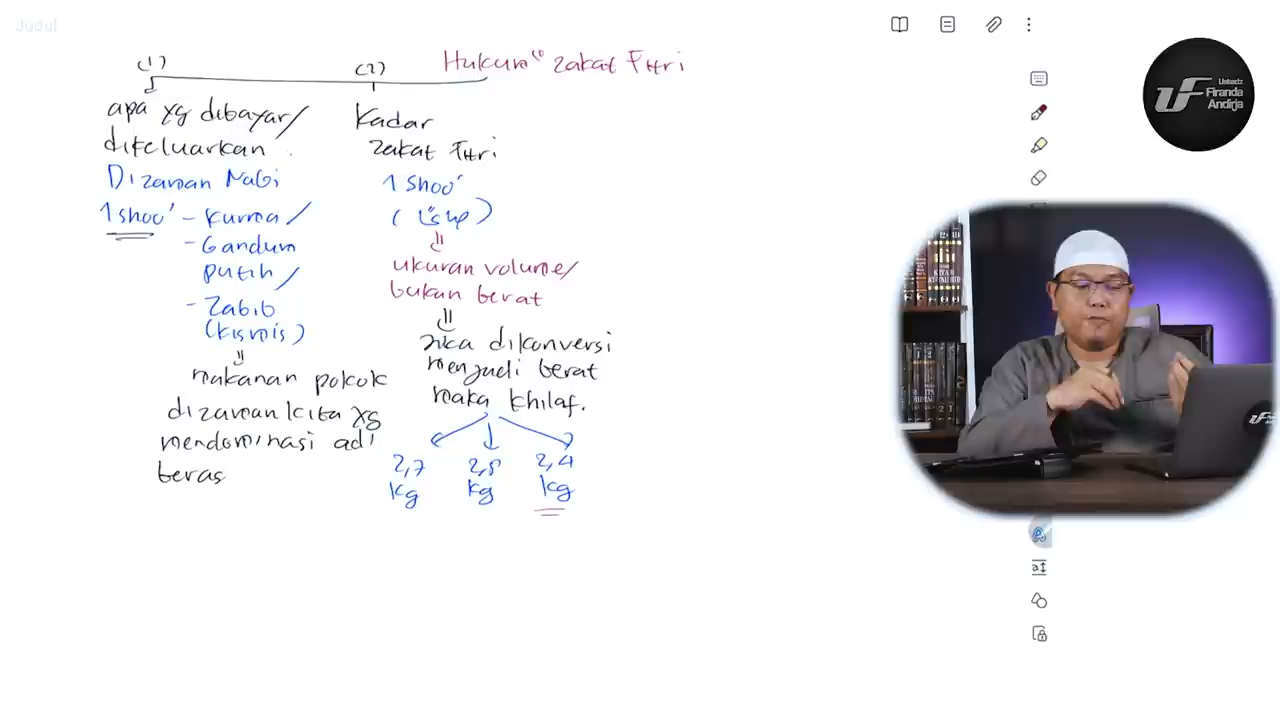 Judul
Hukum² Zakat Fitri
(1)
apa yg dibayar/
dikeluarkan.
Dizaman Nabi
1 shoo' - kurma/
- Gandum
putih/
- Zabib
(kismis)
makanan pokok
dizaman kita yg
mendominasi adl
beras
(2)
Kadar
zakat Fitri
1 shoo'
ukuran volume/
bukan berat
jika dikonversi
menjadi berat
maka khilaf.
2,7 kg
2,5 kg
2,4 kg
Ustadz
Firanda
Andirja